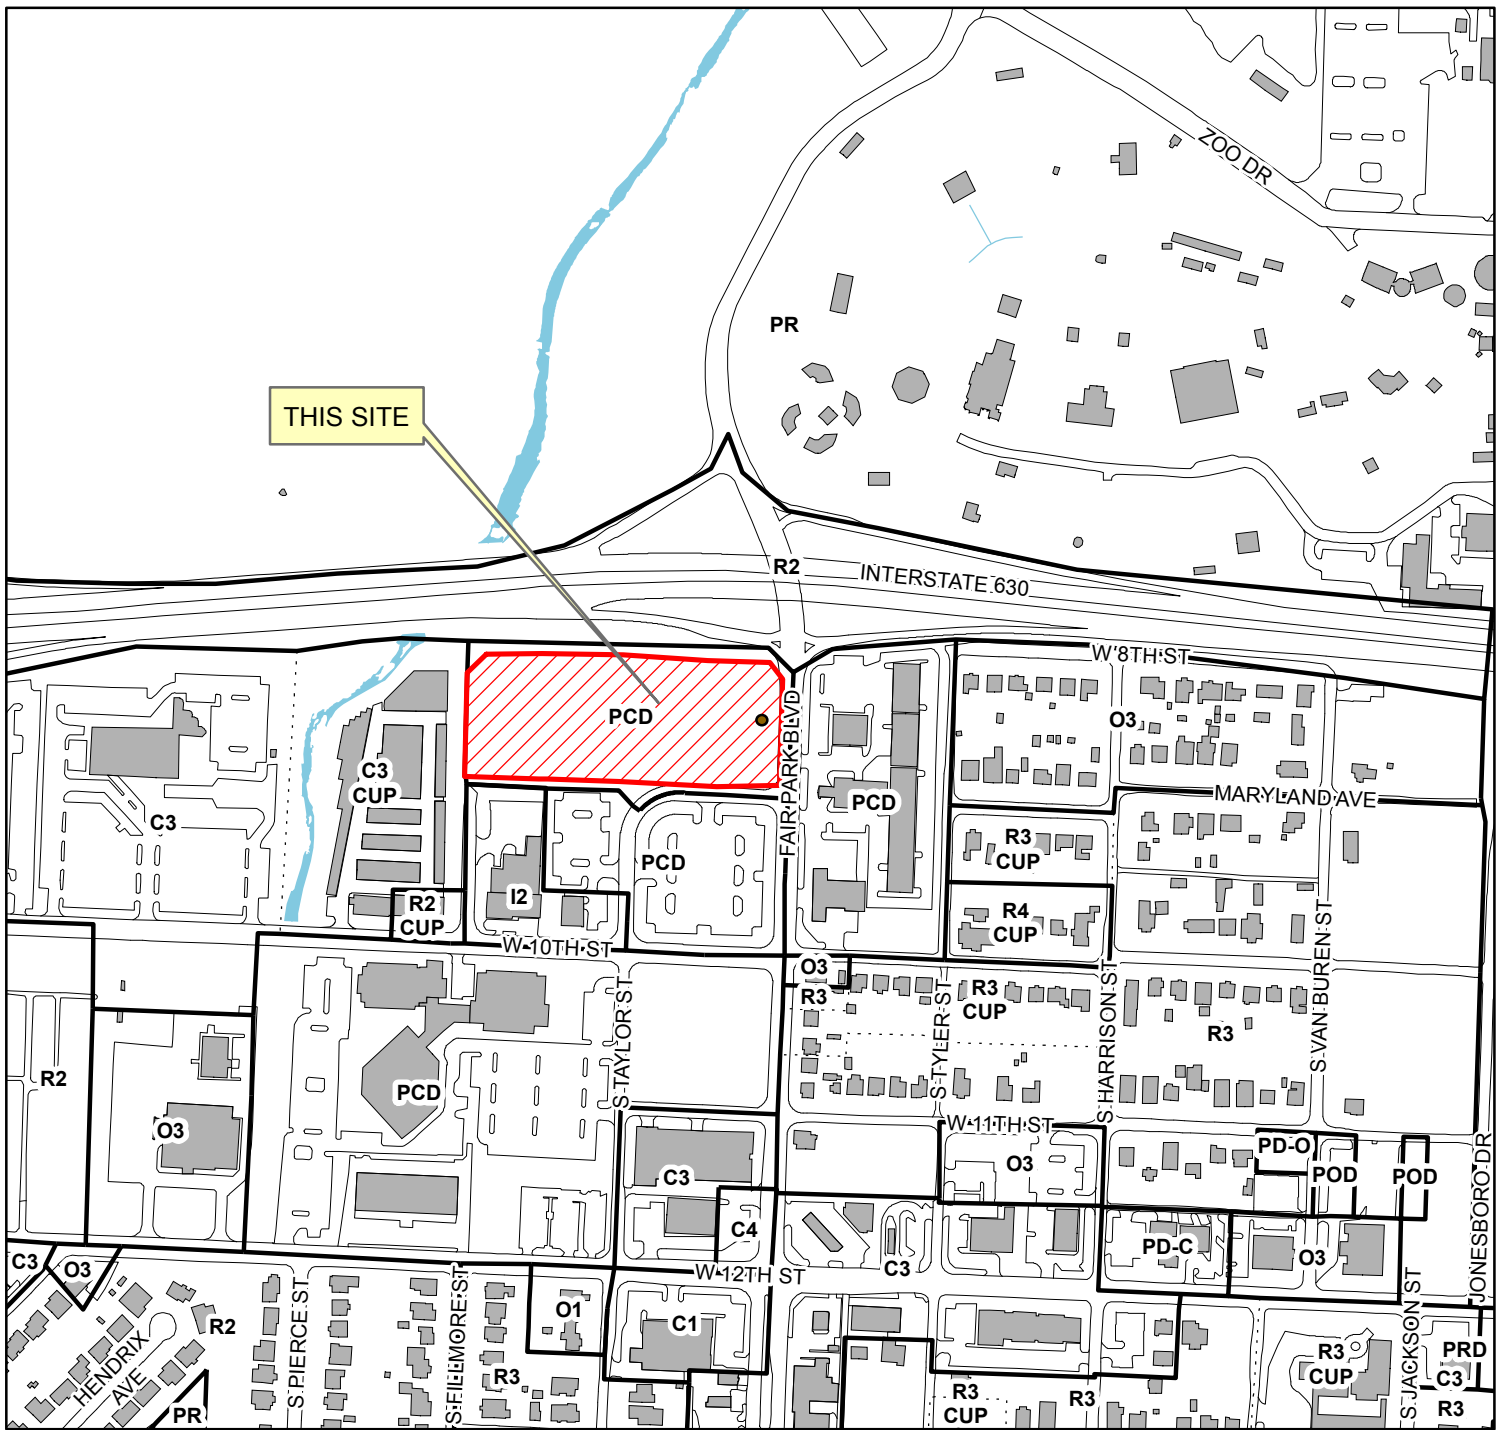 ZOO DR
PR
THIS SITE
R2
INTERSTATE 630
W 8TH ST
PCD
FAIR PARK BLVD
O3
C3
CUP
PCD
MARYLAND AVE
C3
R3
CUP
PCD
I2
R2
CUP
R4
CUP
S VAN BUREN ST
W 10TH ST
O3
R3
R3
CUP
S TAYLOR ST
S TYLER ST
S HARRISON ST
R3
R2
PCD
O3
W 11TH ST
PD-O
O3
POD
POD
C3
JONESBORO DR
C4
PD-C
O3
C3
O3
W 12TH ST
C3
S PIERCE ST
S FILLMORE ST
O1
C1
R2
S JACKSON ST
HENDRIX
AVE
R3
R3
CUP
PRD
C3
R3
CUP
R3
R3
PR